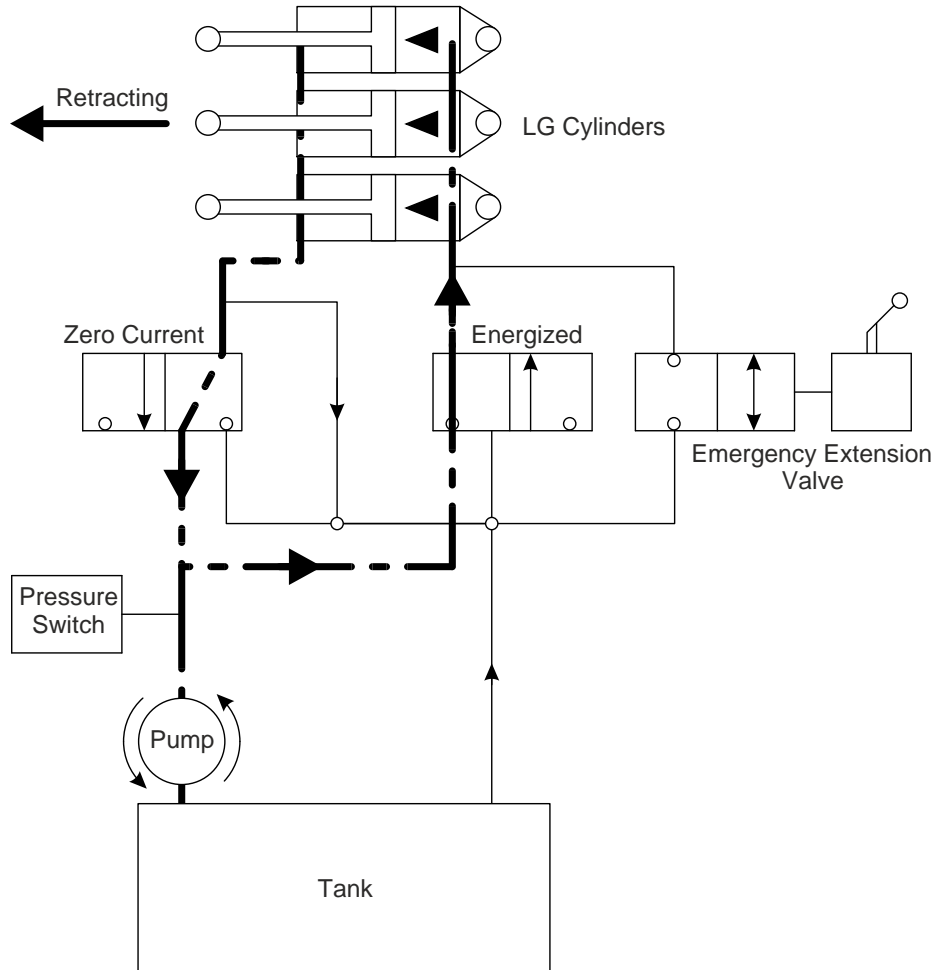 Retracting
LG Cylinders
Zero Current
Energized
Emergency Extension
Valve
Pressure
Switch
Pump
Tank